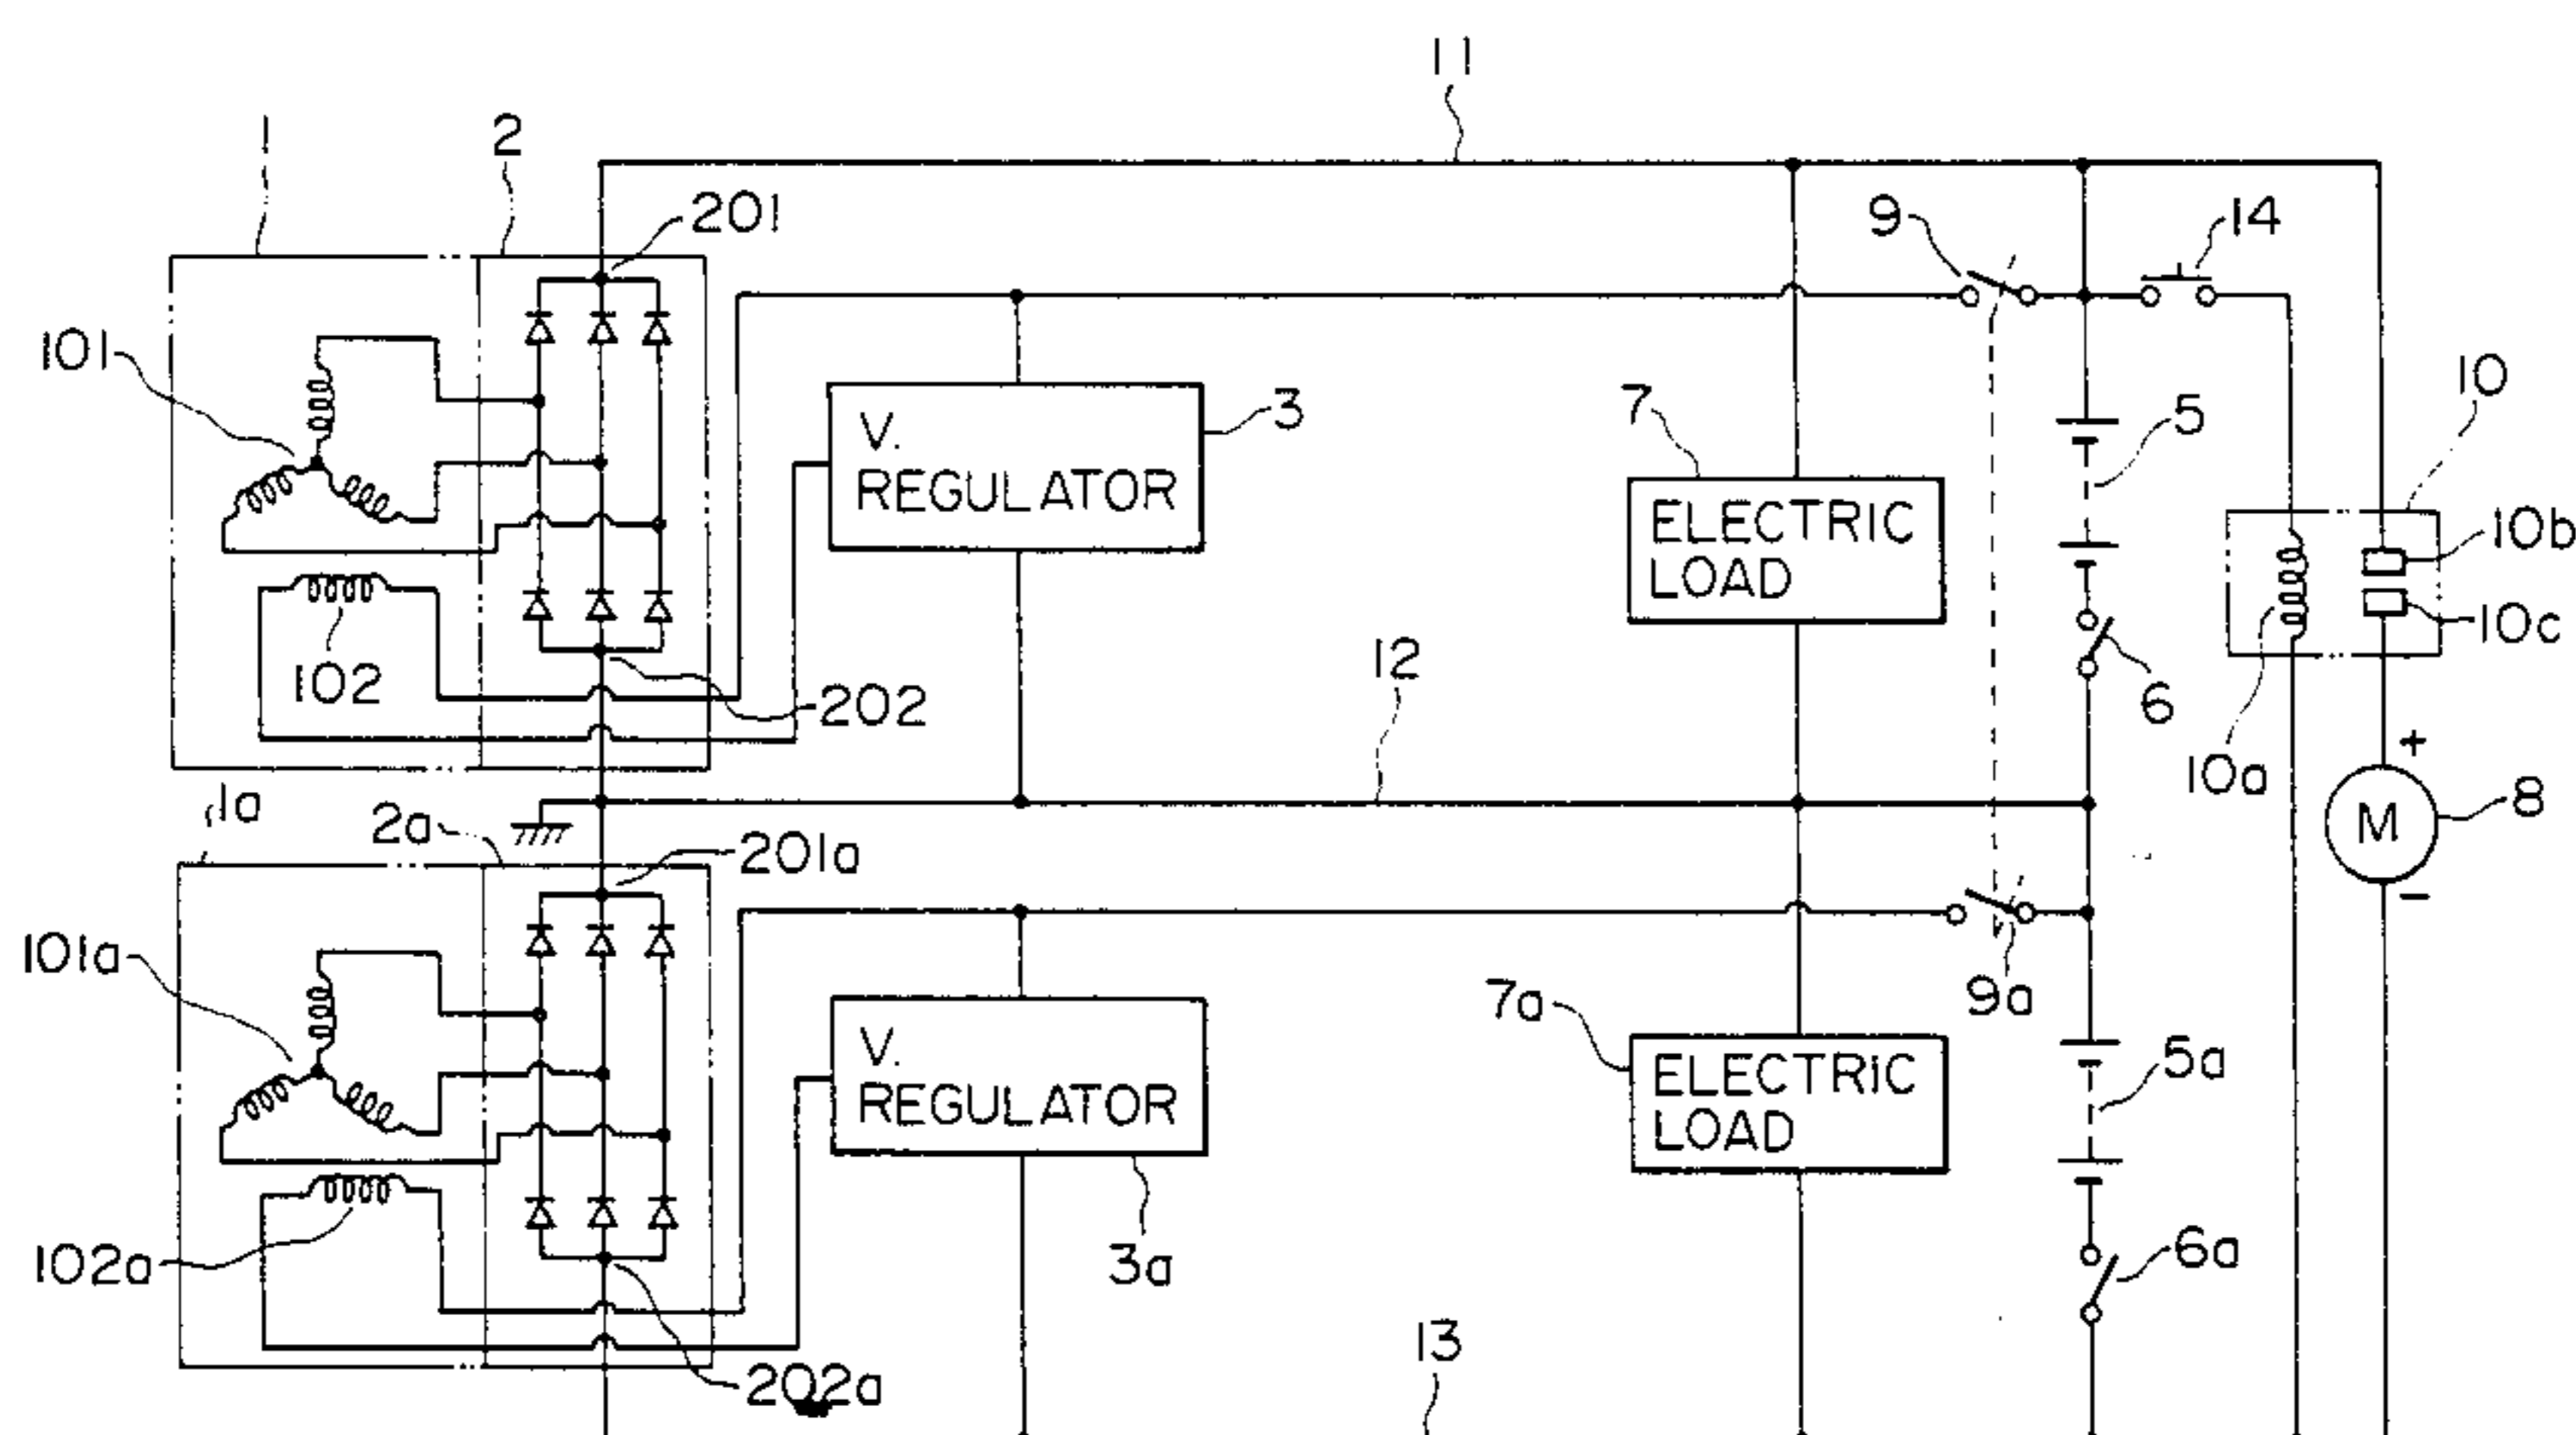 11
1
2
201
9
14
101
10
V.
REGULATOR
3
7
5
ELECTRIC
LOAD
10b
10c
102
202
12
6
10a
+
M
8
−
1a
2a
201a
101a
9a
7a
V.
REGULATOR
ELECTRIC
LOAD
5a
102a
3a
6a
202a
13